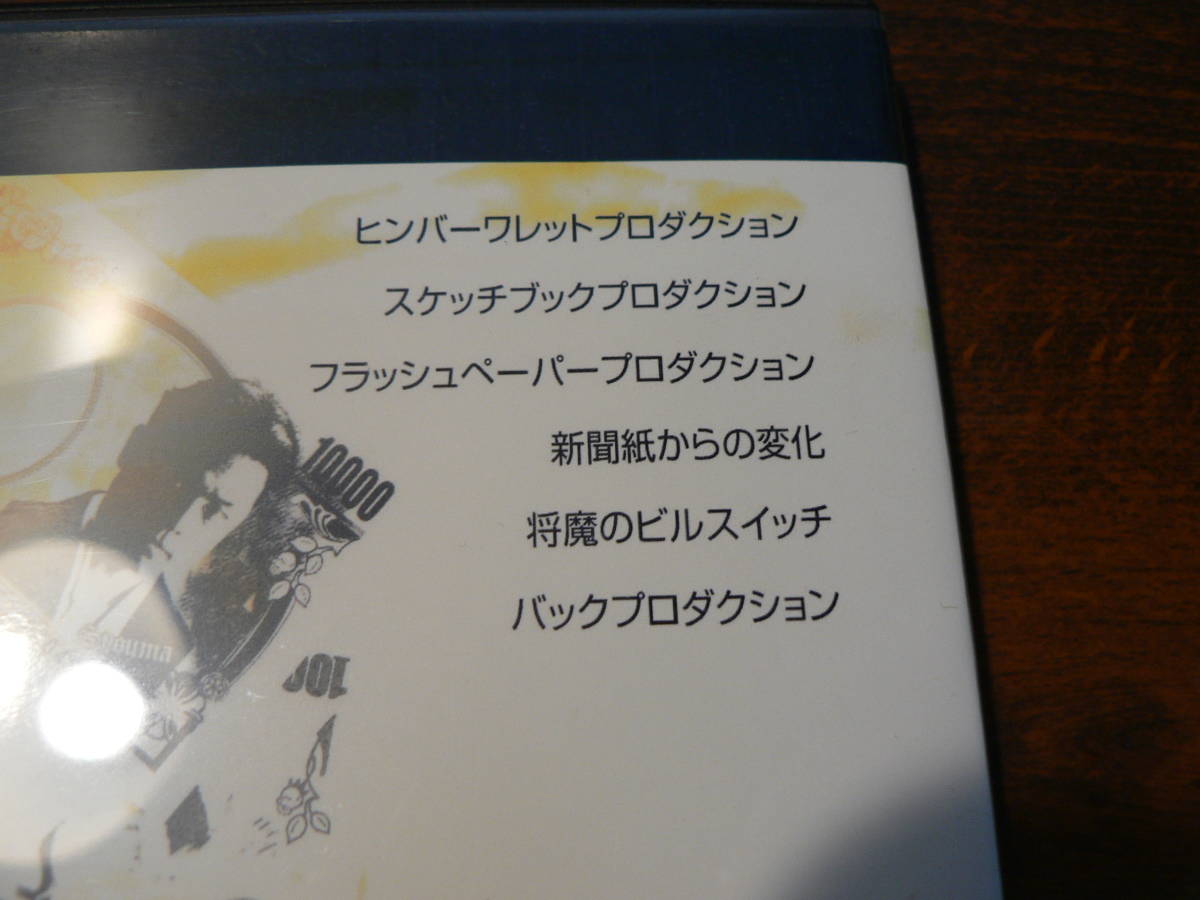 ヒンバーワレットプロダクション
スケッチブックプロダクション
フラッシュペーパープロダクション
新聞紙からの変化
将魔のビルスイッチ
バックプロダクション
10000